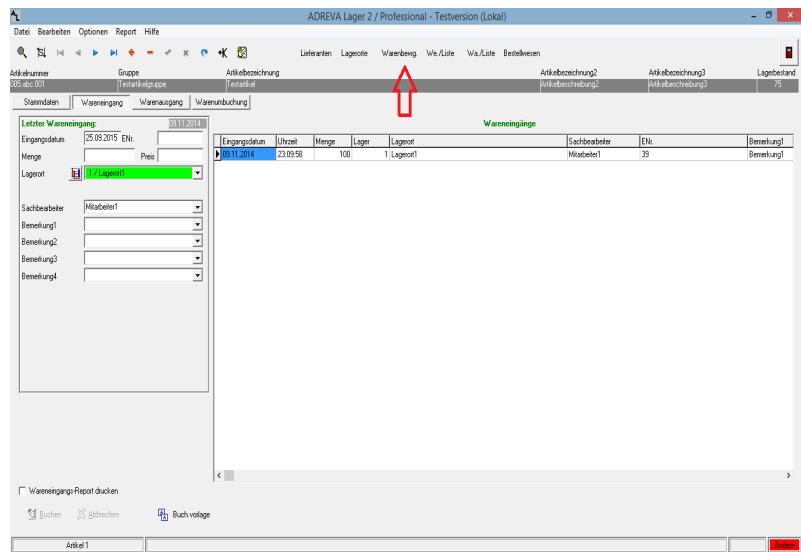 ADREVA Lager 2 / Professional - Testversion (Lokal)
Datei Bearbeiten Optionen Report Hilfe
+K Lieferanten Lagerorte Warenbewg. We./Liste Wa./Liste Bestellwesen
Artikelnummer Gruppe Artikelbezeichnung Artikelbezeichnung2 Artikelbezeichnung3 Lagerbestand
005.abc.001 Testartikelgruppe Testartikel Artikelbeschreibung2 Artikelbeschreibung3 75
Stammdaten Wareneingang Warenausgang Warenumbuchung
Letzter Wareneingang: 09.11.2014
Eingangsdatum 25.09.2015 ENr.
Menge Preis
Lagerort 1 / Lagerort1
Sachbearbeiter Mitarbeiter1
Bemerkung1
Bemerkung2
Bemerkung3
Bemerkung4
Wareneingänge
Eingangsdatum Uhrzeit Menge Lager Lagerort Sachbearbeiter ENr. Bemerkung1
09.11.2014 23:09:58 100 1 Lagerort1 Mitarbeiter1 39 Bemerkung1
Wareneingangs-Report drucken
Buchen Abbrechen Buch.vorlage
Artikel 1 Ändern